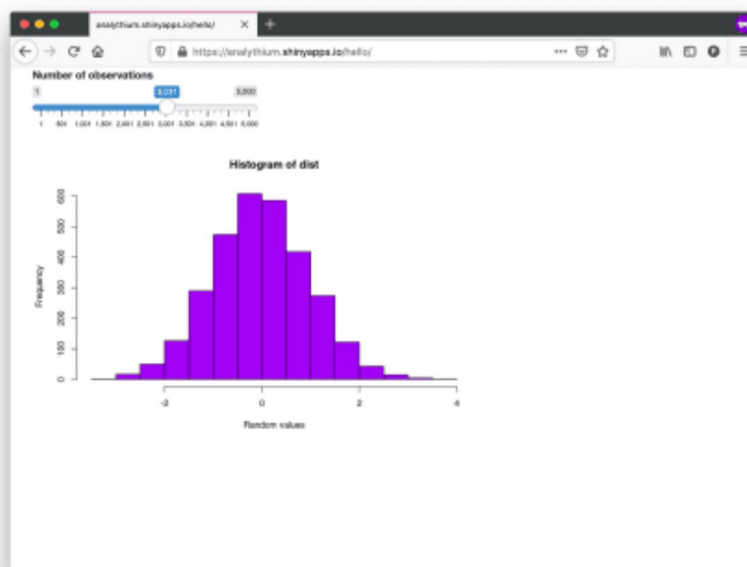 analythium.shinyapps.io/hello/
https://analythium.shinyapps.io/hello/
Number of observations
1 3,031 5,000
1 501 1,001 1,501 2,001 2,501 3,001 3,501 4,001 4,501 5,000
Histogram of dist
600
500
400
300
200
100
0
Frequency
-2 0 2 4
Random values